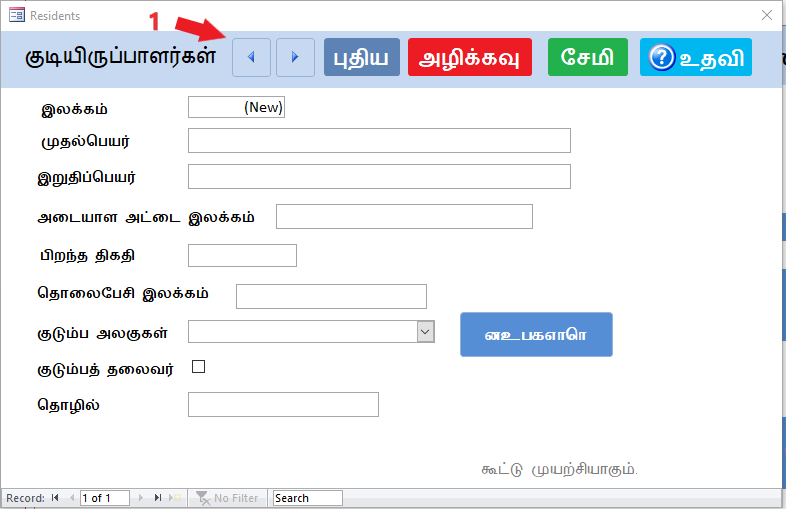 Residents
1
குடியிருப்பாளர்கள் புதிய அழிக்கவு சேமி ? உதவி
இலக்கம் (New)
முதல்பெயர்
இறுதிப்பெயர்
அடையாள அட்டை இலக்கம்
பிறந்த திகதி
தொலைபேசி இலக்கம்
குடும்ப அலகுகள்
குடும்பத் தலைவர்
தொழில்
கூட்டு முயற்சியாகும்.
Record: 1 of 1 No Filter Search